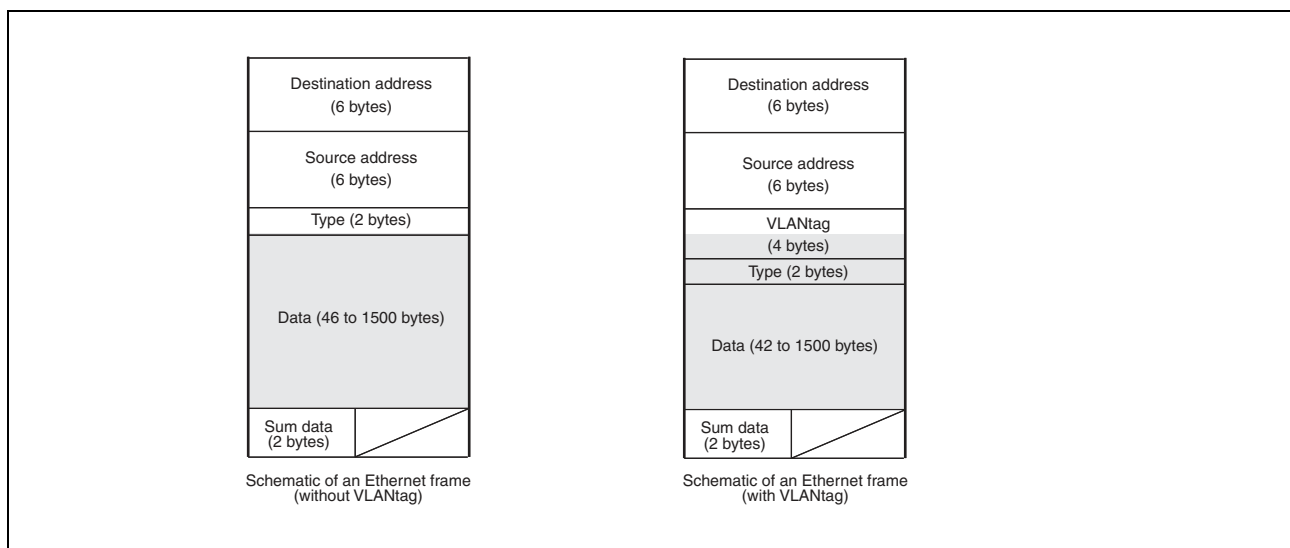 Destination address
(6 bytes)
Source address
(6 bytes)
Type (2 bytes)
Data (46 to 1500 bytes)
Sum data
(2 bytes)
Schematic of an Ethernet frame
(without VLANtag)
Destination address
(6 bytes)
Source address
(6 bytes)
VLANtag
(4 bytes)
Type (2 bytes)
Data (42 to 1500 bytes)
Sum data
(2 bytes)
Schematic of an Ethernet frame
(with VLANtag)